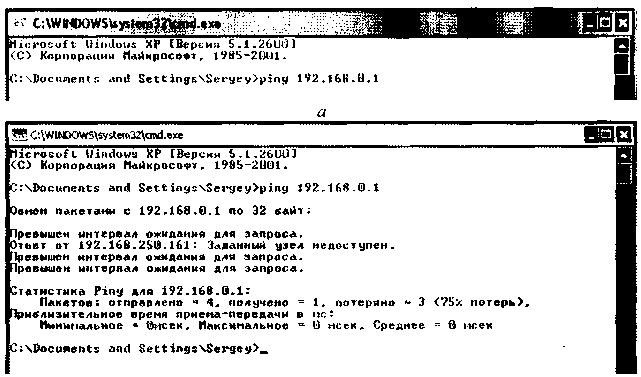 C:\WINDOWS\system32\cmd.exe
Microsoft Windows XP [Версия 5.1.2600]
(C) Корпорация Майкрософт, 1985-2001.
C:\Documents and Settings\Sergey>ping 192.168.0.1
а
C:\WINDOWS\system32\cmd.exe
Microsoft Windows XP [Версия 5.1.2600]
(C) Корпорация Майкрософт, 1985-2001.
C:\Documents and Settings\Sergey>ping 192.168.0.1
Обмен пакетами с 192.168.0.1 по 32 байт:
Превышен интервал ожидания для запроса.
Ответ от 192.168.250.161: Заданный узел недоступен.
Превышен интервал ожидания для запроса.
Превышен интервал ожидания для запроса.
Статистика Ping для 192.168.0.1:
Пакетов: отправлено = 4, получено = 1, потеряно = 3 (75% потерь),
Приблизительное время приема-передачи в мс:
Минимальное = 0мсек, Максимальное = 0 мсек, Среднее = 0 мсек
C:\Documents and Settings\Sergey>_